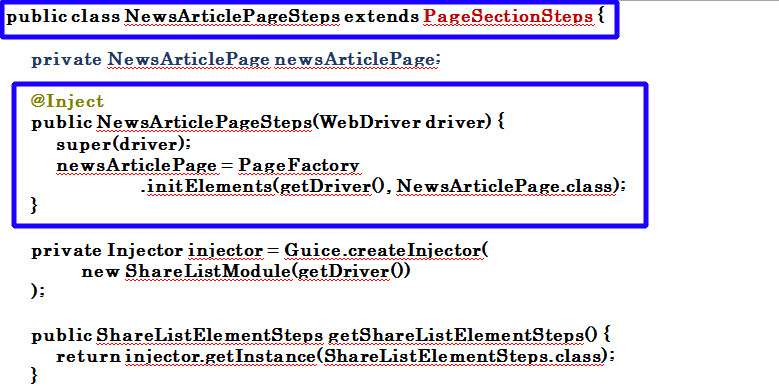 public class NewsArticlePageSteps extends PageSectionSteps {
private NewsArticlePage newsArticlePage;
@Inject
public NewsArticlePageSteps(WebDriver driver) {
super(driver);
newsArticlePage = PageFactory
.initElements(getDriver(), NewsArticlePage.class);
}
private Injector injector = Guice.createInjector(
new ShareListModule(getDriver())
);
public ShareListElementSteps getShareListElementSteps() {
return injector.getInstance(ShareListElementSteps.class);
}